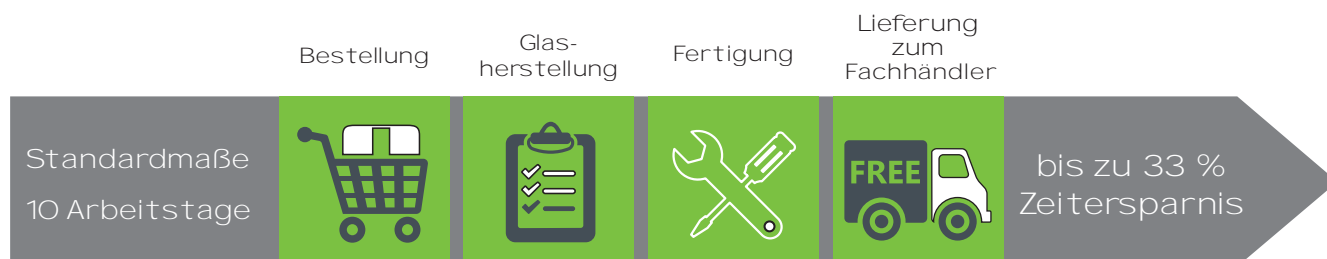 Bestellung
Glas-
herstellung
Fertigung
Lieferung
zum
Fachhändler
Standardmaße
10 Arbeitstage
FREE
bis zu 33 %
Zeitersparnis